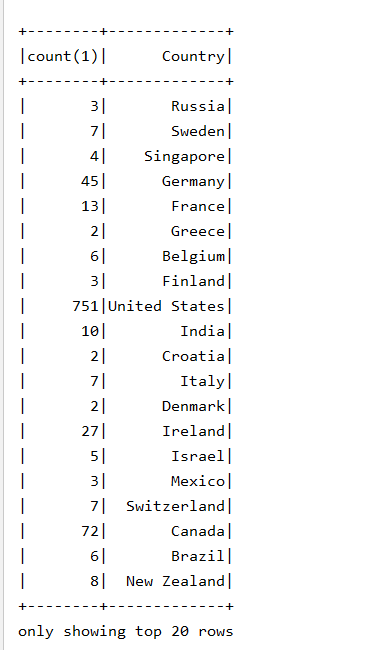 +--------+-------------+
|count(1)|      Country|
+--------+-------------+
|       3|       Russia|
|       7|       Sweden|
|       4|    Singapore|
|      45|      Germany|
|      13|       France|
|       2|       Greece|
|       6|      Belgium|
|       3|      Finland|
|     751|United States|
|      10|        India|
|       2|      Croatia|
|       7|        Italy|
|       2|      Denmark|
|      27|      Ireland|
|       5|       Israel|
|       3|       Mexico|
|       7|  Switzerland|
|      72|       Canada|
|       6|       Brazil|
|       8|  New Zealand|
+--------+-------------+
only showing top 20 rows